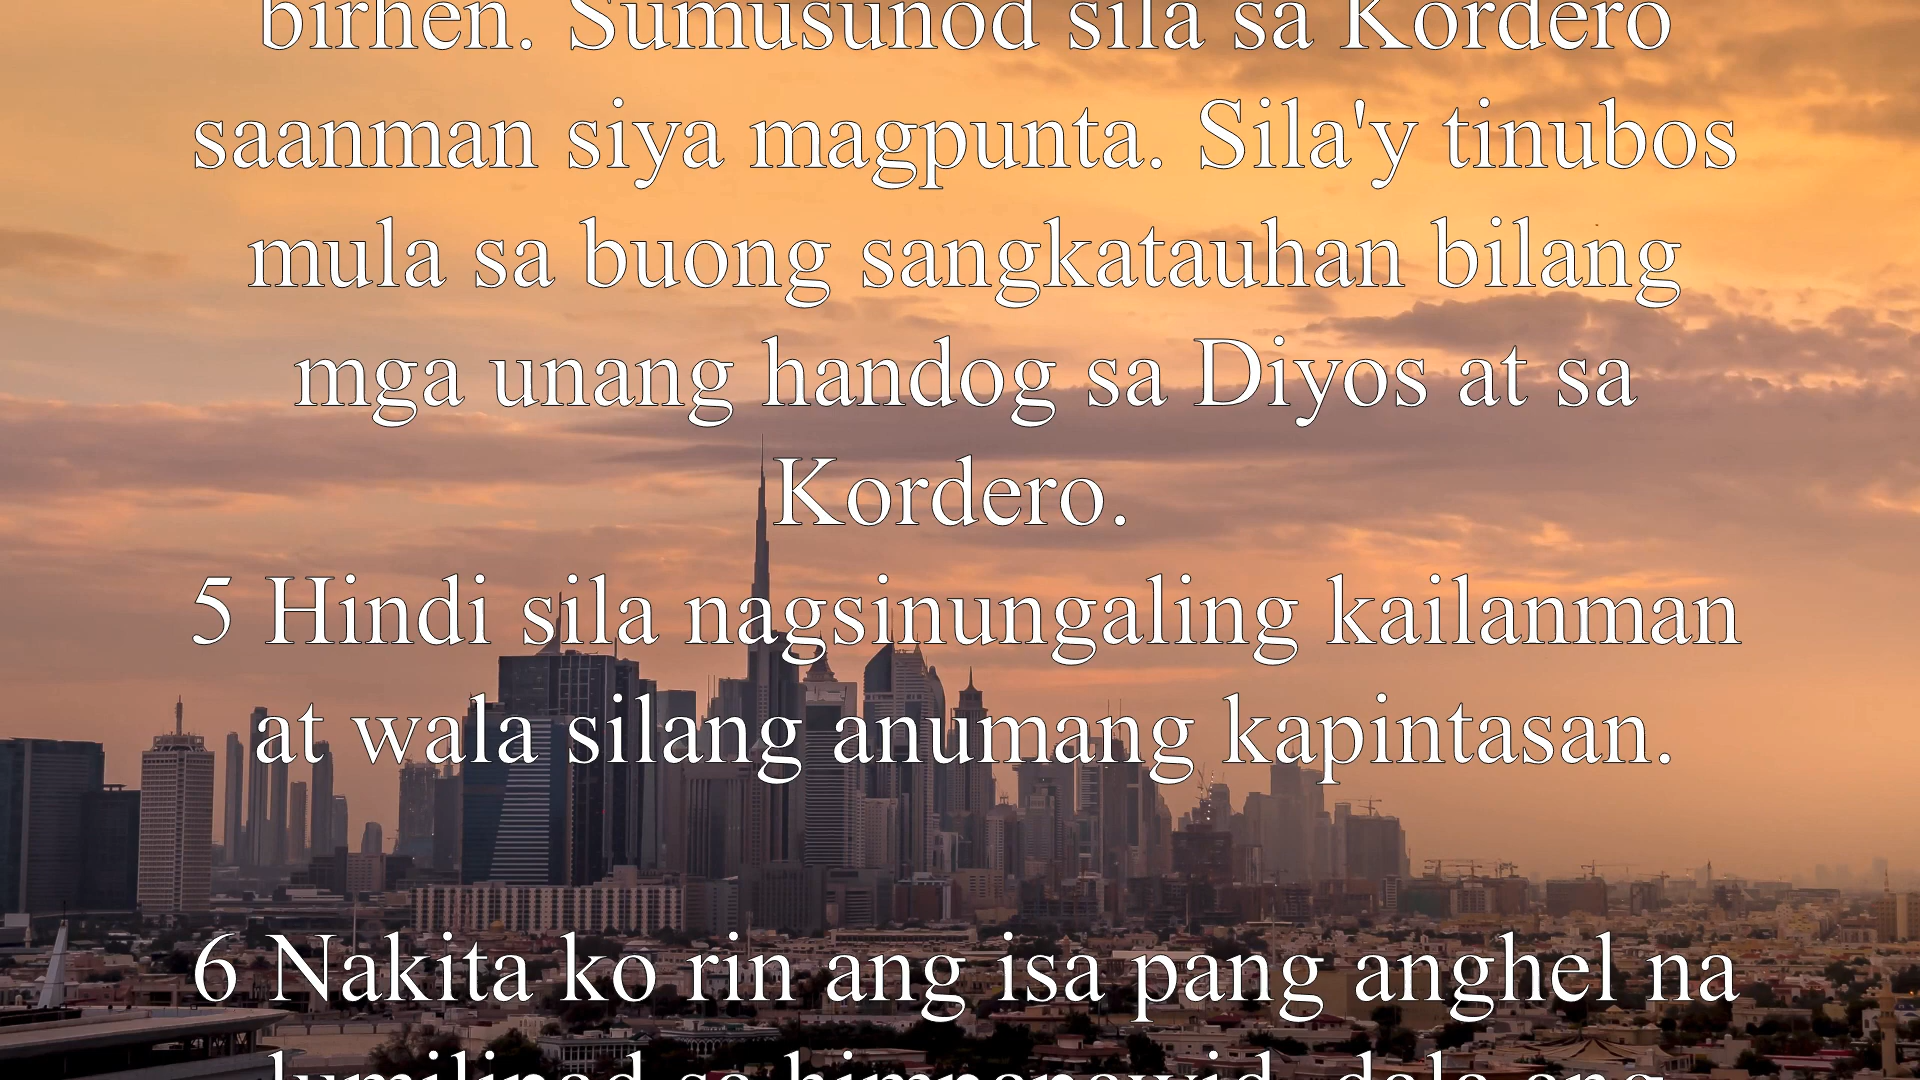 birhen. Sumusunod sila sa Kordero
saanman siya magpunta. Sila'y tinubos
mula sa buong sangkatauhan bilang
mga unang handog sa Diyos at sa
Kordero.
5 Hindi sila nagsinungaling kailanman
at wala silang anumang kapintasan.
6 Nakita ko rin ang isa pang anghel na
lumilipad sa himpapawid, dala ang